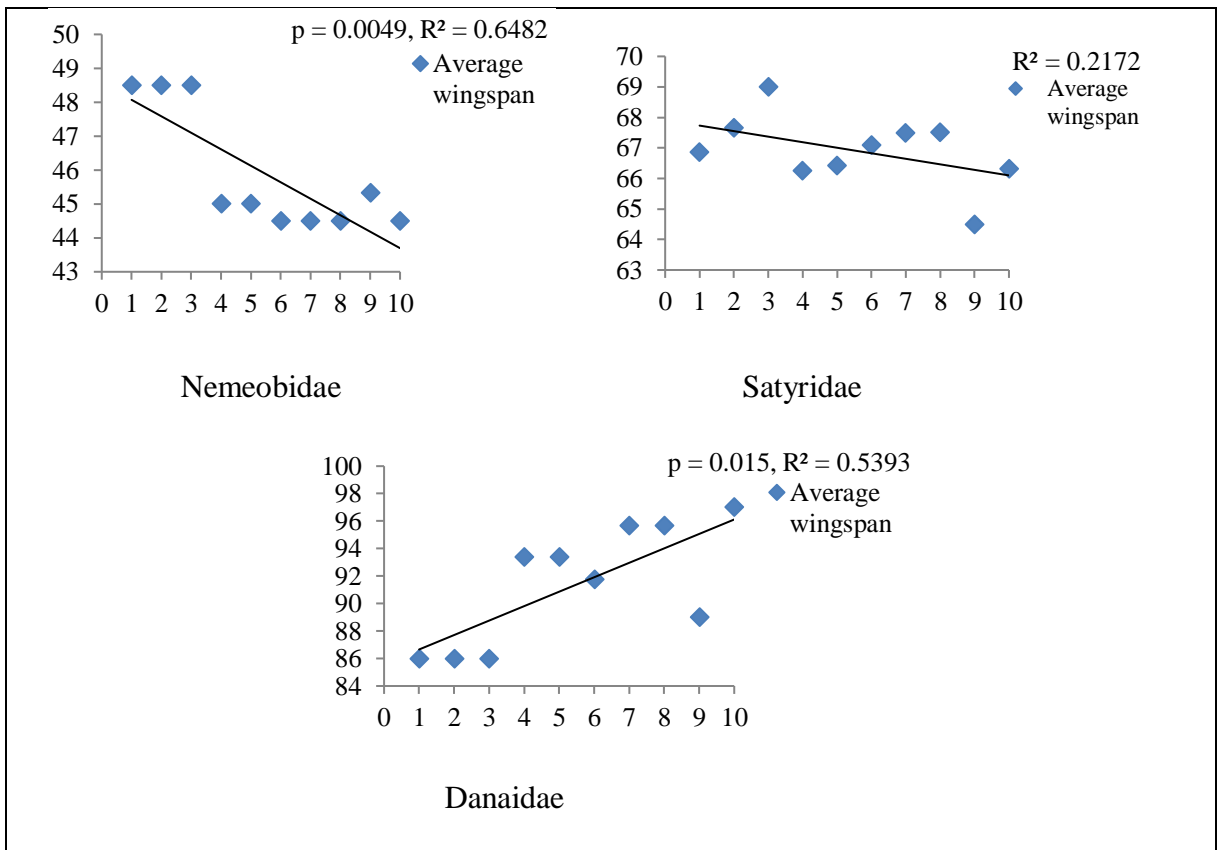 p = 0.0049, R² = 0.6482
Average
wingspan
50
49
48
47
46
45
44
43
0 1 2 3 4 5 6 7 8 9 10
Nemeobidae
R² = 0.2172
Average
wingspan
70
69
68
67
66
65
64
63
0 1 2 3 4 5 6 7 8 9 10
Satyridae
p = 0.015, R² = 0.5393
Average
wingspan
100
98
96
94
92
90
88
86
84
0 1 2 3 4 5 6 7 8 9 10
Danaidae